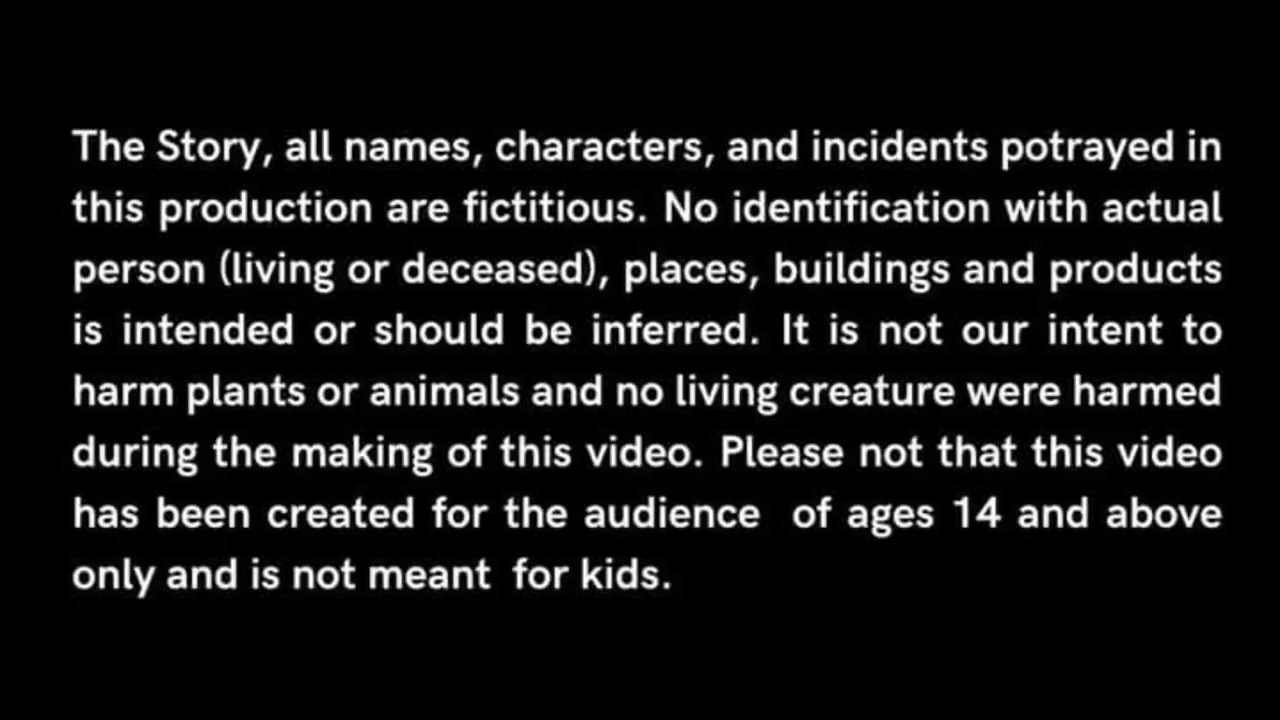 The Story, all names, characters, and incidents potrayed in
this production are fictitious. No identification with actual
person (living or deceased), places, buildings and products
is intended or should be inferred. It is not our intent to
harm plants or animals and no living creature were harmed
during the making of this video. Please not that this video
has been created for the audience of ages 14 and above
only and is not meant for kids.